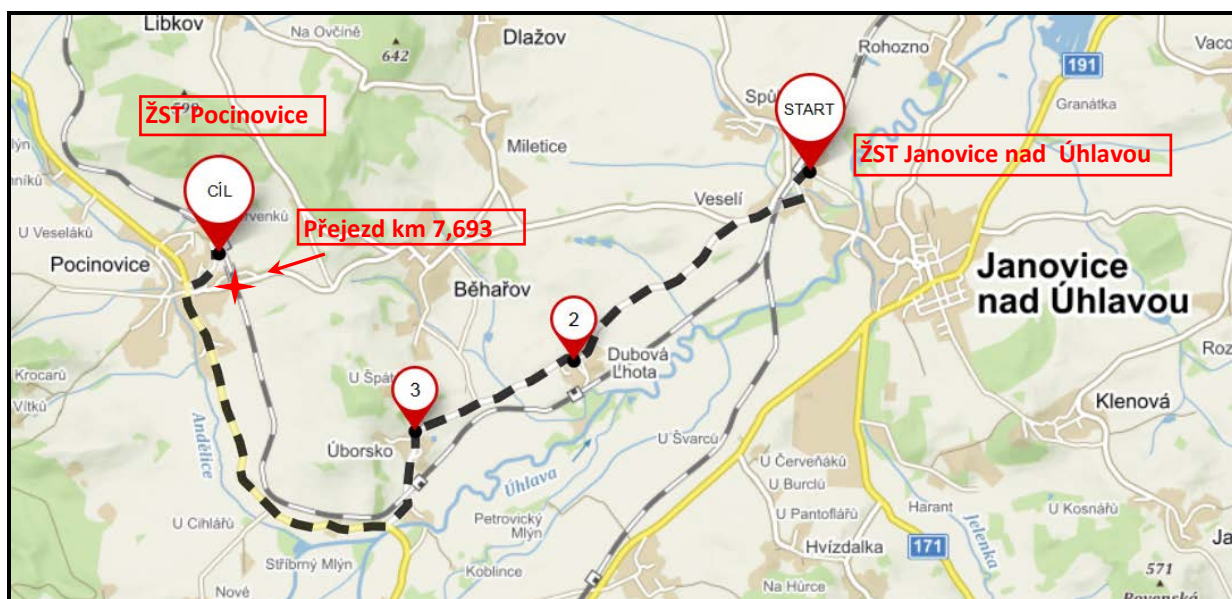 Libkov
Na Ovčíně
642
Dlažov
Rohozno
191
Vaco
Granátka
START
ŽST Pocinovice
Miletice
ŽST Janovice nad Úhlavou
CÍL
Veselí
U Veseláků
Přejezd km 7,693
Pocinovice
Běhařov
Janovice
nad Úhlavou
2
Dubová
Lhota
Roz
Krocarů
Vítků
U Špát
3
Klenová
Andělice
Úborsko
U Švarců
U Červeňáků
Úhlava
U Burclů
U Cihlářů
Petrovický
Mlýn
U Pantoflářů
Harant
Jelenka
U Kosnářů
Stříbrný Mlýn
Koblince
Hvízdalka
171
Ja
Nové
Na Hůrce
571